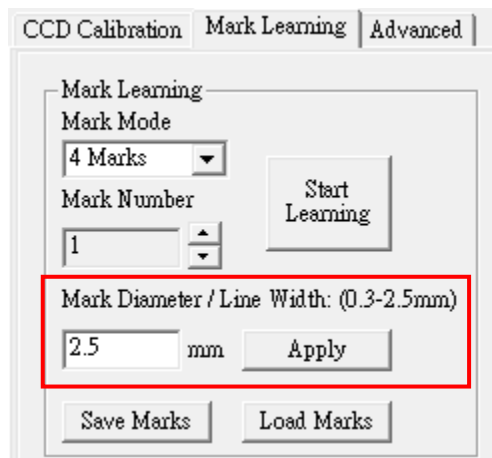 CCD Calibration Mark Learning Advanced
Mark Learning
Mark Mode
4 Marks
Start
Learning
Mark Number
1
Mark Diameter / Line Width: (0.3-2.5mm)
2.5 mm Apply
Save Marks Load Marks